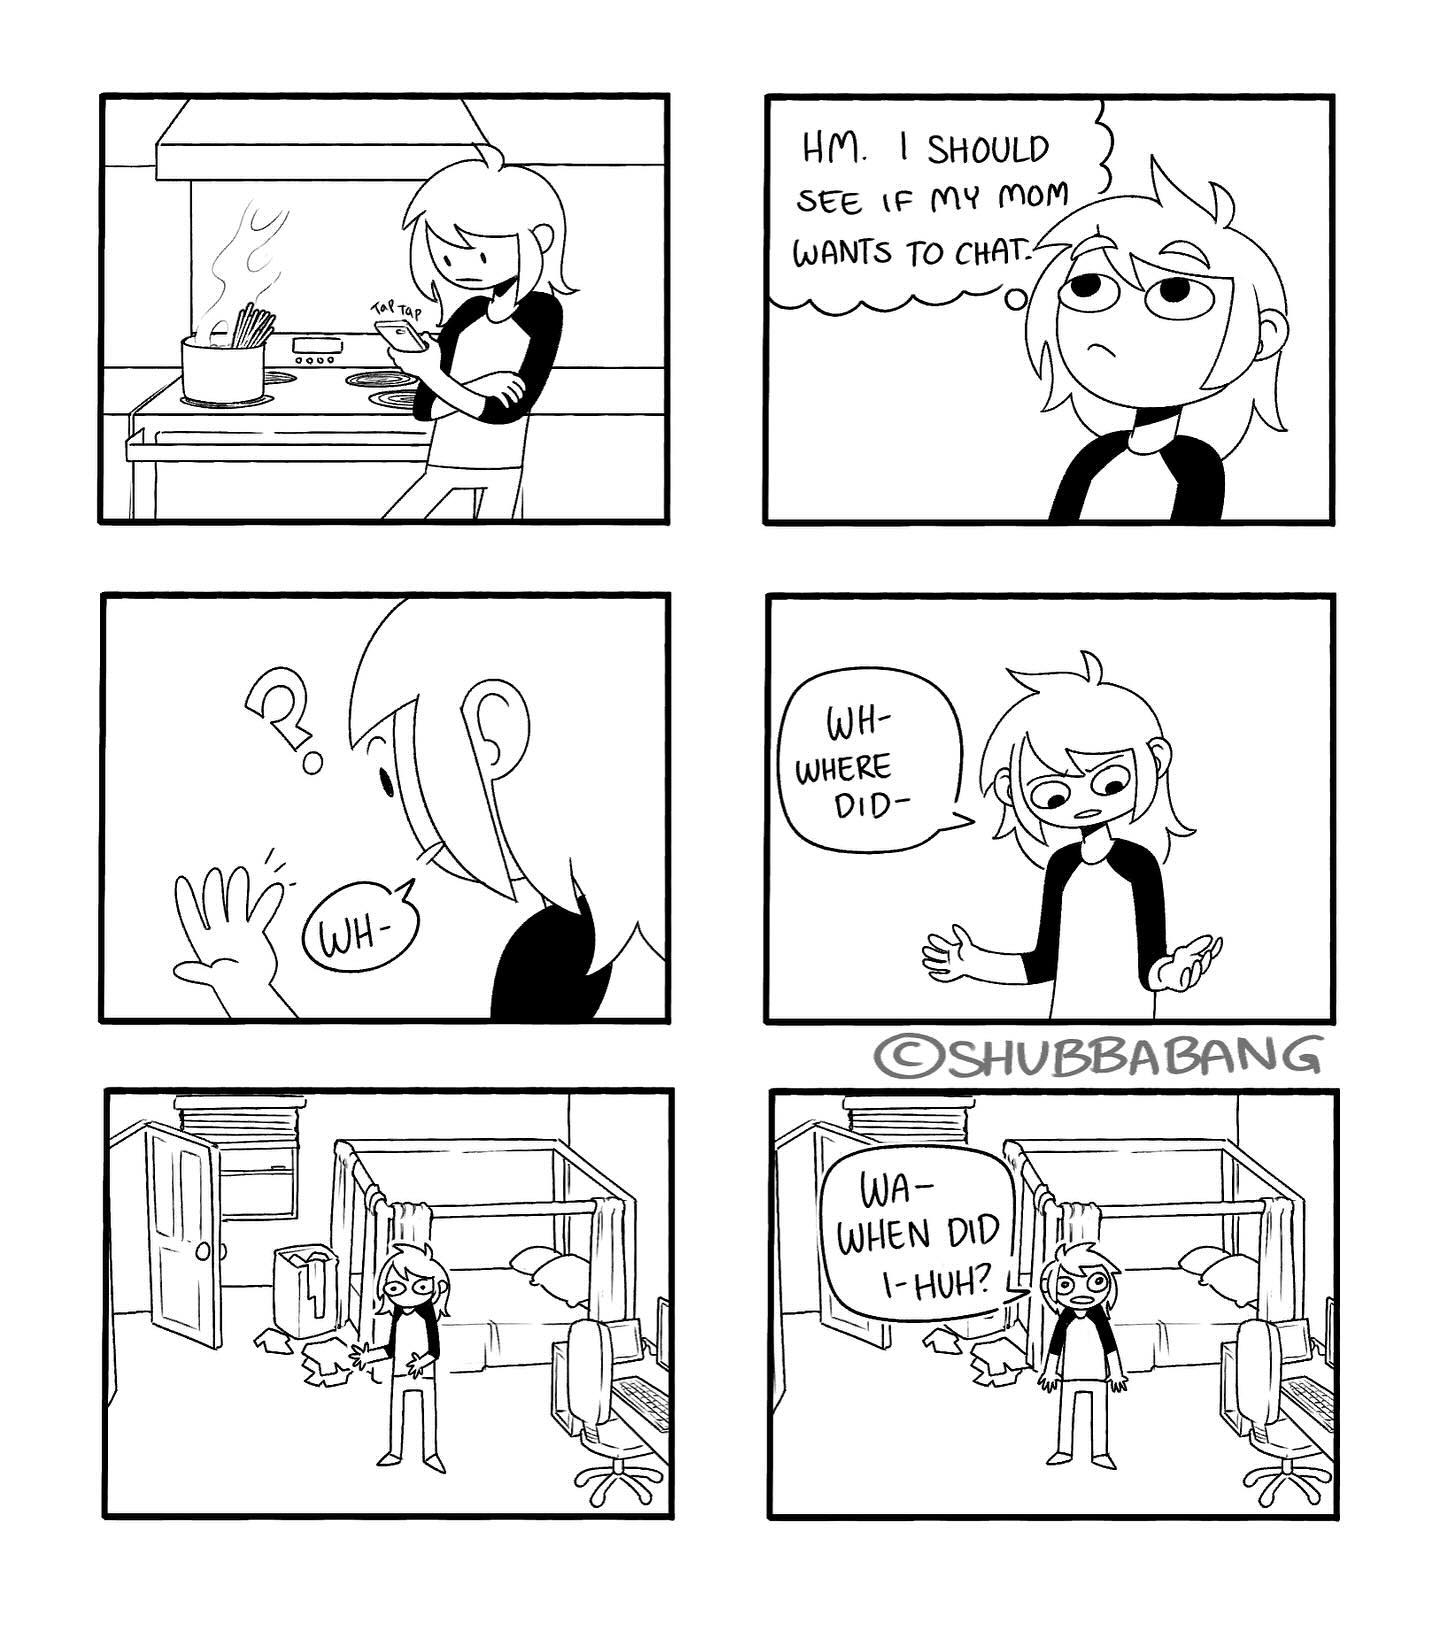 TAP TAP
HM. I SHOULD
SEE IF MY MOM
WANTS TO CHAT.
?
WH-
WH-
WHERE
DID-
©SHUBBABANG
WA-
WHEN DID
I-HUH?